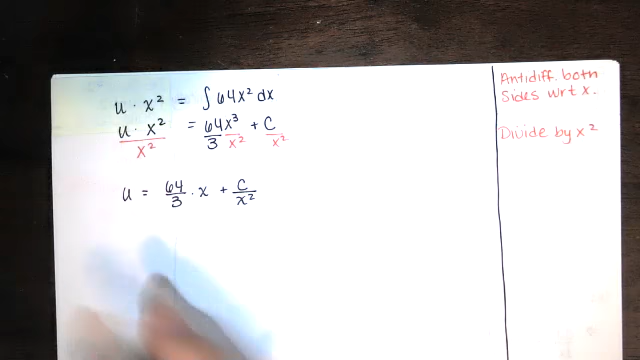 u · x² = ∫ 64x² dx
u · x² / x² = 64x³ / 3x² + C / x²
u = 64/3 · x + C/x²
Antidiff. both
sides wrt x.
Divide by x²